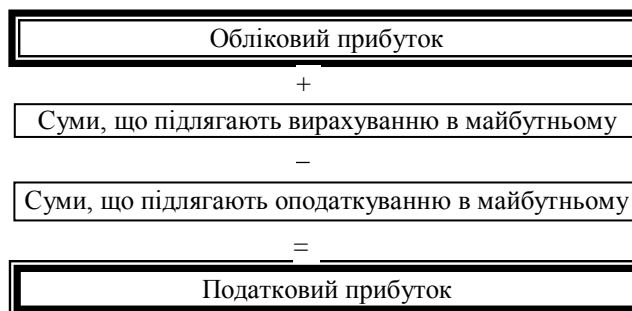 Обліковий прибуток
+
Суми, що підлягають вирахуванню в майбутньому
–
Суми, що підлягають оподаткуванню в майбутньому
=
Податковий прибуток